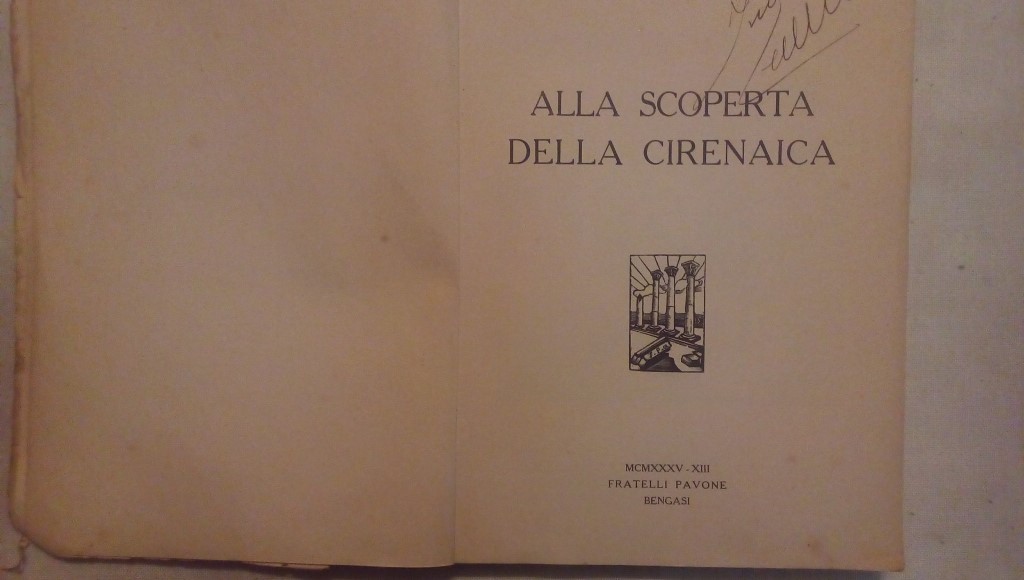 ALLA SCOPERTA
DELLA CIRENAICA
MCMXXXV - XIII
FRATELLI PAVONE
BENGASI